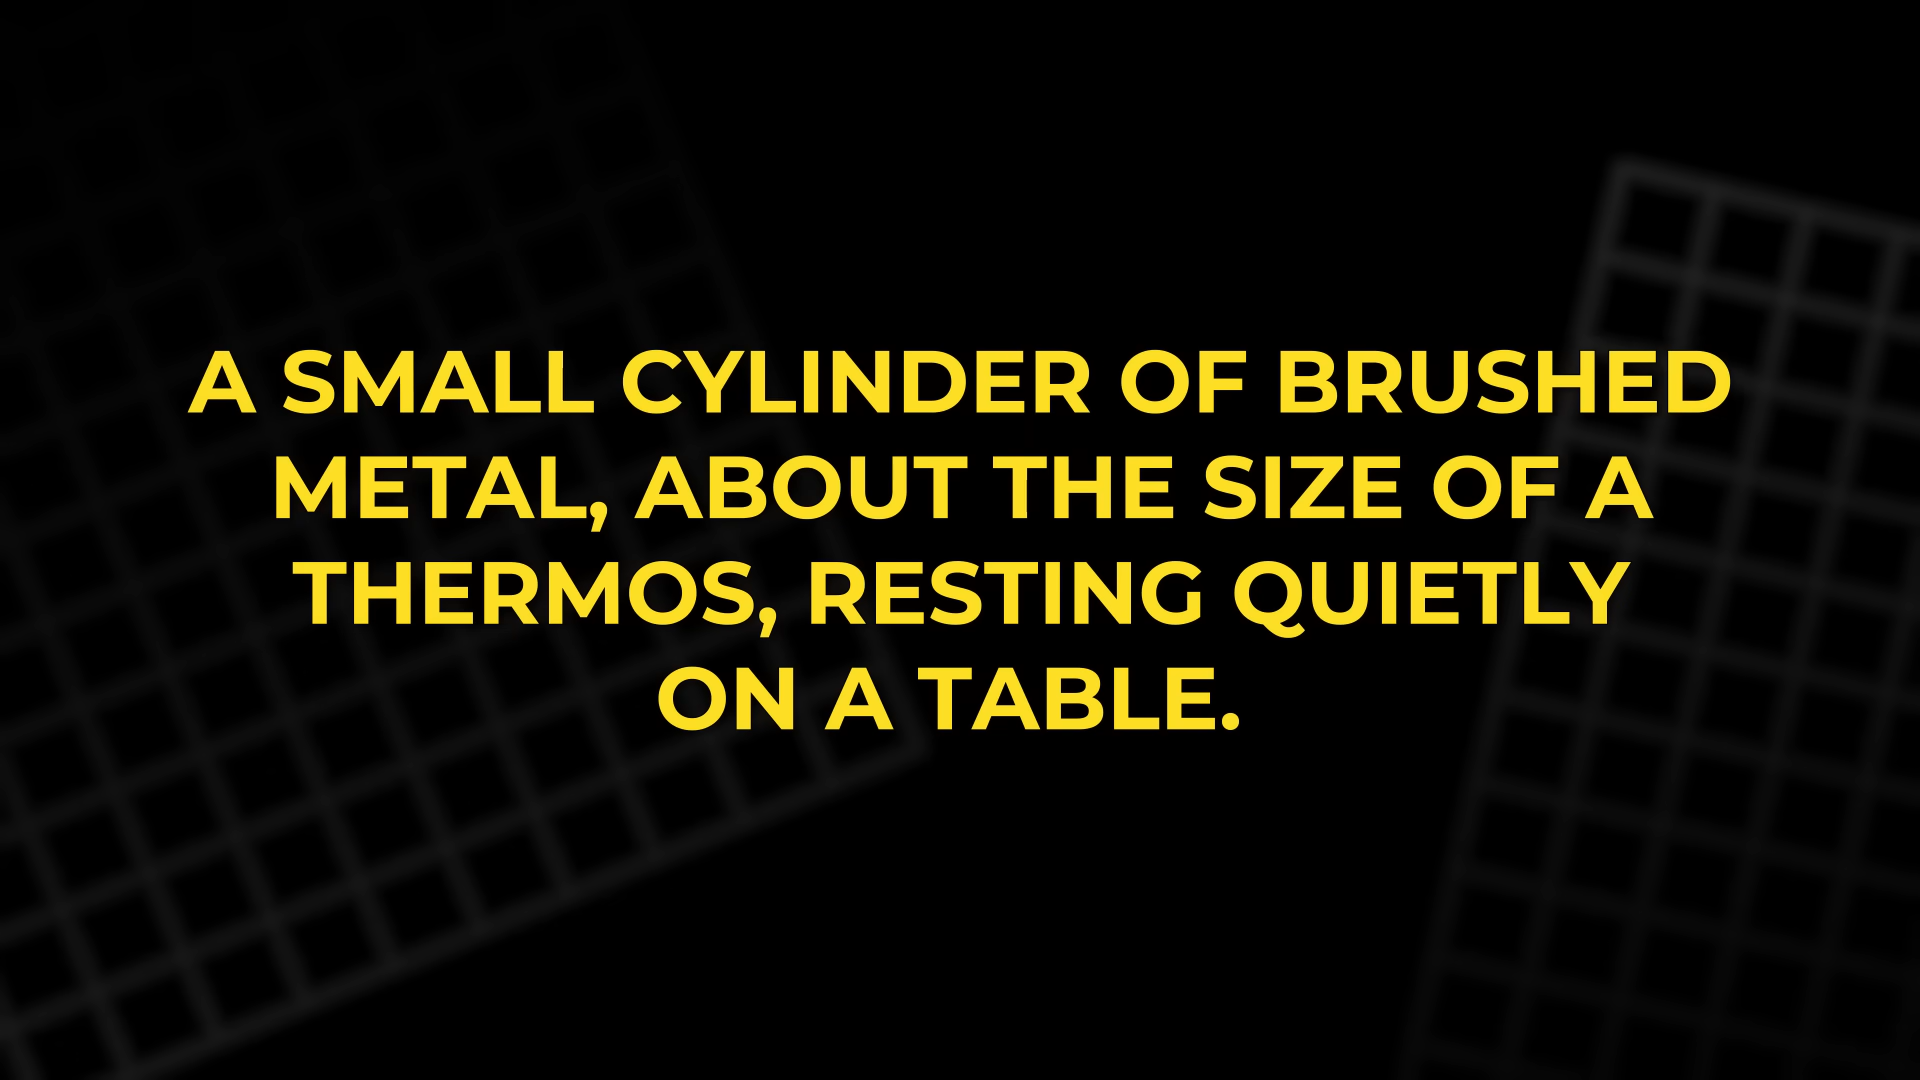 A SMALL CYLINDER OF BRUSHED
METAL, ABOUT THE SIZE OF A
THERMOS, RESTING QUIETLY
ON A TABLE.